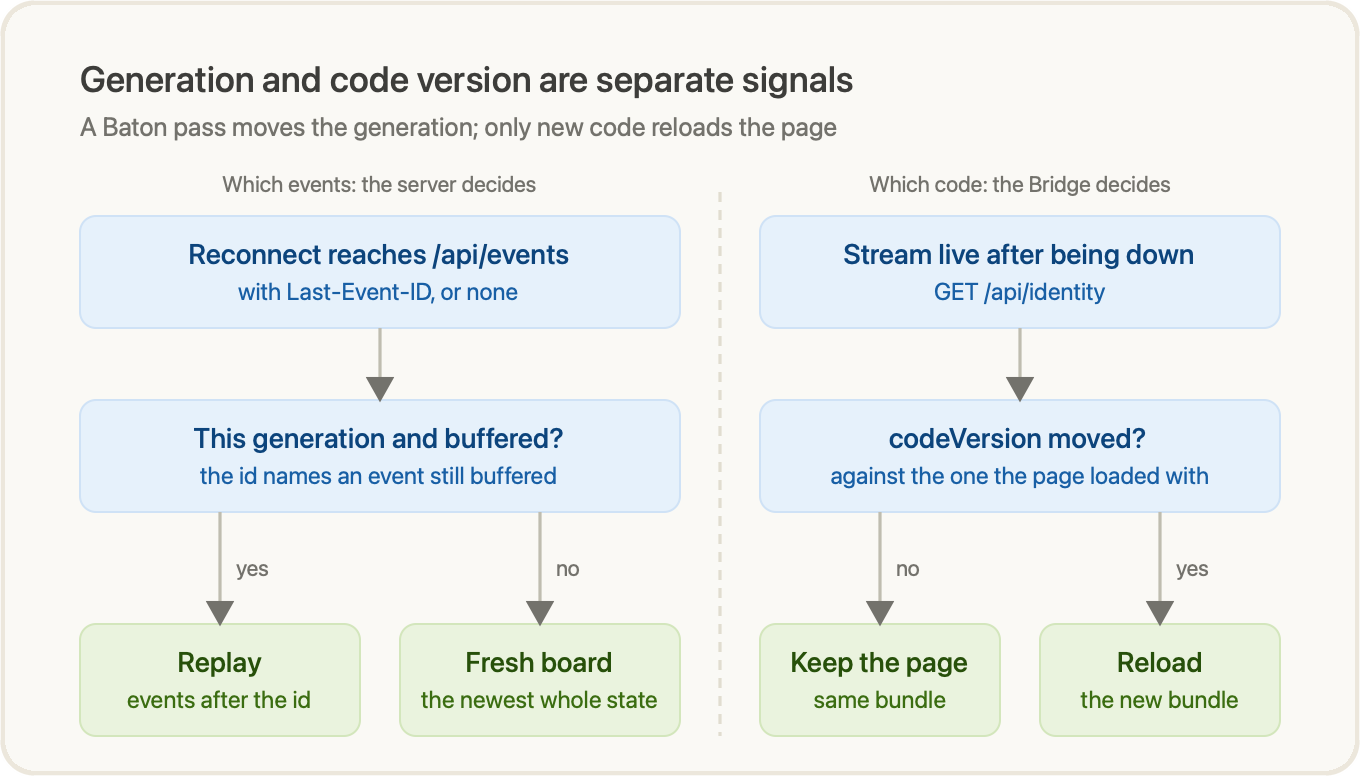 Generation and code version are separate signals
A Baton pass moves the generation; only new code reloads the page
Which events: the server decides
Reconnect reaches /api/events
with Last-Event-ID, or none
This generation and buffered?
the id names an event still buffered
yes
no
Replay
events after the id
Fresh board
the newest whole state
Which code: the Bridge decides
Stream live after being down
GET /api/identity
codeVersion moved?
against the one the page loaded with
no
yes
Keep the page
same bundle
Reload
the new bundle